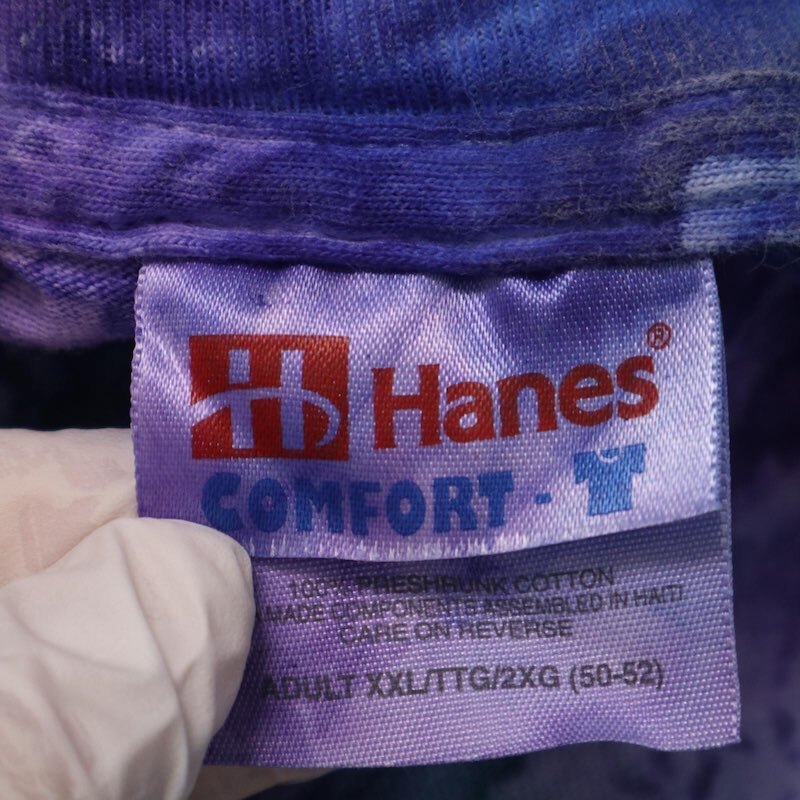 H Hanes®
COMFORT - T
100% PRESHRUNK COTTON
MADE COMPONENTS ASSEMBLED IN HAITI
CARE ON REVERSE
ADULT XXL/TTG/2XG (50-52)